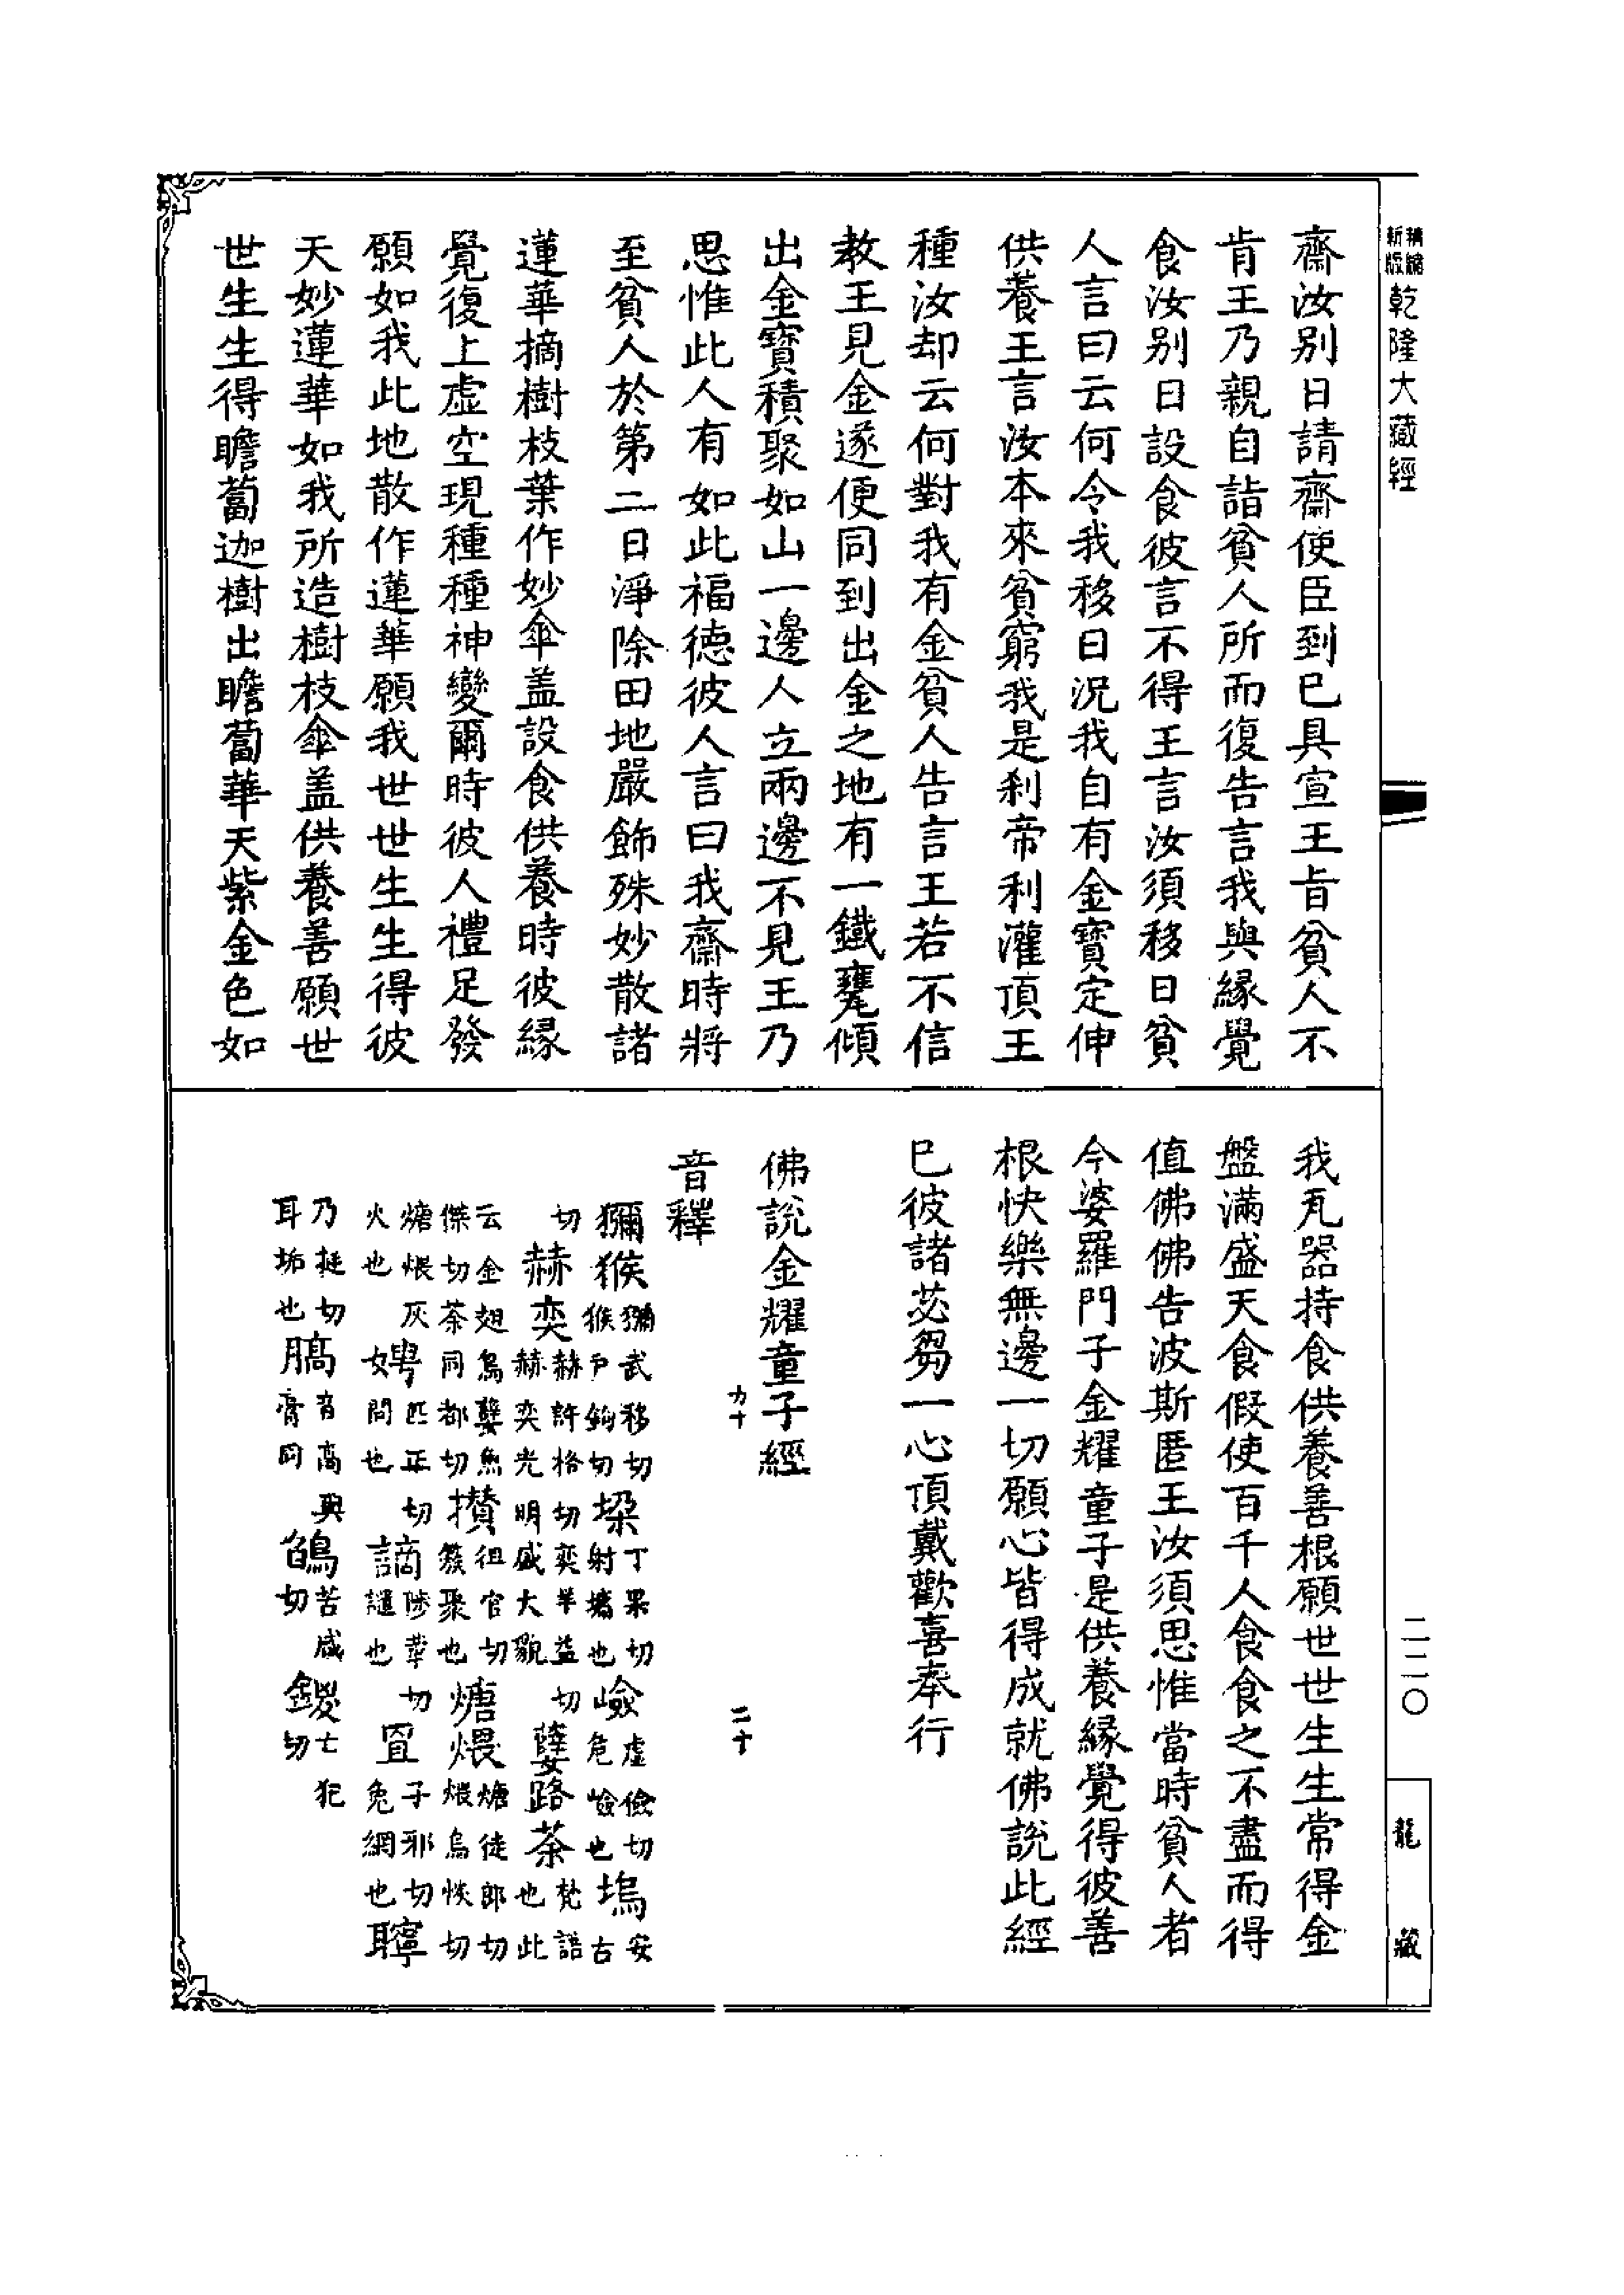 精縮新版乾隆大藏經
齋汝別日請齋使臣到已具宣王旨貧人不
肯王乃親自詣貧人所而復告言我與緣覺
食汝別日設食彼言不得王言汝須移日貧
人言曰云何令我移日況我自有金寶定伸
供養王言汝本來貧窮我是剎帝利灌頂王
種汝却云何對我有金貧人告言王若不信
教王見金遂便同到出金之地有一鐵甕傾
出金寶積聚如山一邊人立兩邊不見王乃
思惟此人有如此福德彼人言曰我齋時將
至貧人於第二日淨除田地嚴飾殊妙散諸
蓮華摘樹枝葉作妙傘盖設食供養時彼緣
覺復上虛空現種種神變爾時彼人禮足發
願如我此地散作蓮華願我世世生生得彼
天妙蓮華如我所造樹枝傘盖供養善願世
世生生得瞻蔔迦樹出瞻蔔華天紫金色如
我瓦器持食供養善根願世世生生常得金
盤滿盛天食假使百千人食食之不盡而得
值佛佛告波斯匿王汝須思惟當時貧人者
今婆羅門子金耀童子是供養緣覺得彼善
根快樂無邊一切願心皆得成就佛說此經
已彼諸苾芻一心頂戴歡喜奉行
佛說金耀童子經
力十 二十
音釋
獼猴獼武移切猴戶鉤切垜丁果切射垜也嶮虛儉切危嶮也塢安古
切赫奕赫許格切奕羊益切赫奕光明盛大貌孽路茶梵語也此
云金翅鳥孽魚傑切茶同都切攢徂官切簇聚也煻煨煻徒郎切煨烏恢切
煻煨灰火也娉匹正切娉問也謫陟革切譴也罝子邪切兔網也聹
乃挺切耳垢也膏音高與膏同鵮苦咸切鍐亡犯切
二二〇
龍藏